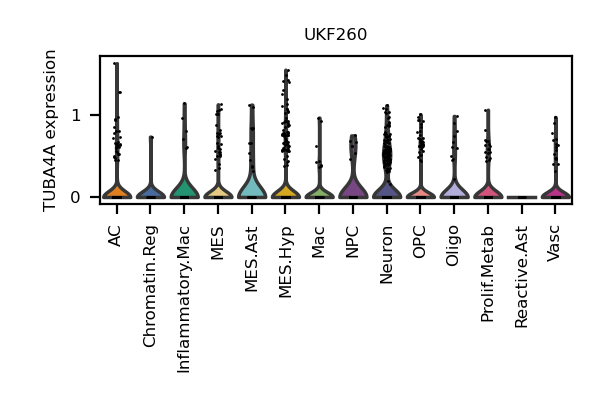 UKF260
TUBA4A expression
1
0
AC
Chromatin.Reg
Inflammatory.Mac
MES
MES.Ast
MES.Hyp
Mac
NPC
Neuron
OPC
Oligo
Prolif.Metab
Reactive.Ast
Vasc